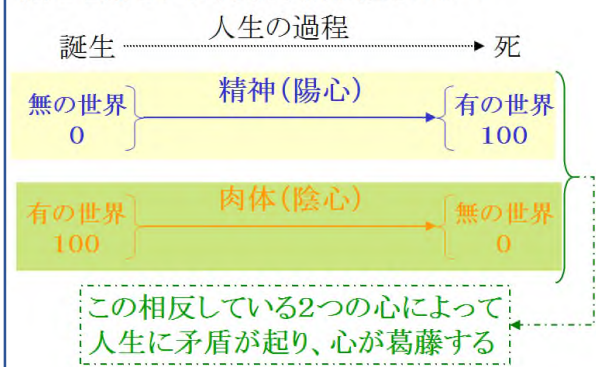 人生の過程
誕生 死
精神(陽心)
無の世界 有の世界
0 100
肉体(陰心)
有の世界 無の世界
100 0
この相反している2つの心によって
人生に矛盾が起り、心が葛藤する